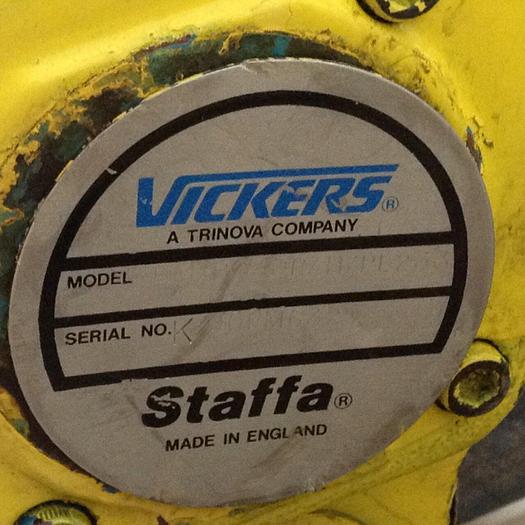 VICKERS®
A TRINOVA COMPANY
MODEL
SERIAL NO. K
Staffa®
MADE IN ENGLAND